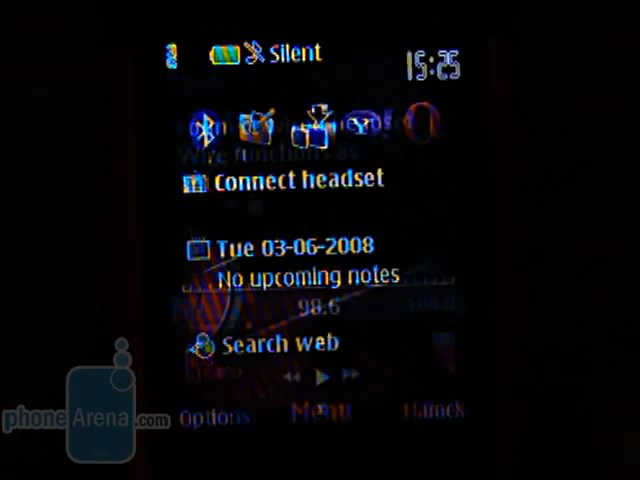 Silent
15:25
Connect headset
Tue 03-06-2008
No upcoming notes
98.6
Search web
Options Menu
phoneArena.com